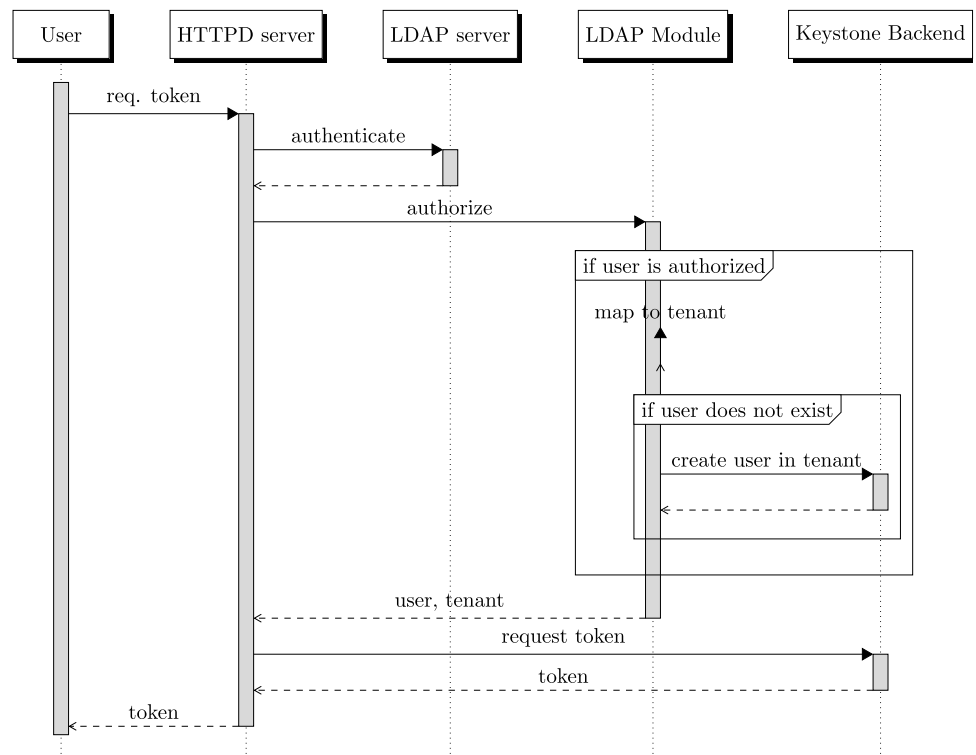 User
HTTPD server
LDAP server
LDAP Module
Keystone Backend
req. token
authenticate
authorize
if user is authorized
map to tenant
if user does not exist
create user in tenant
user, tenant
request token
token
token